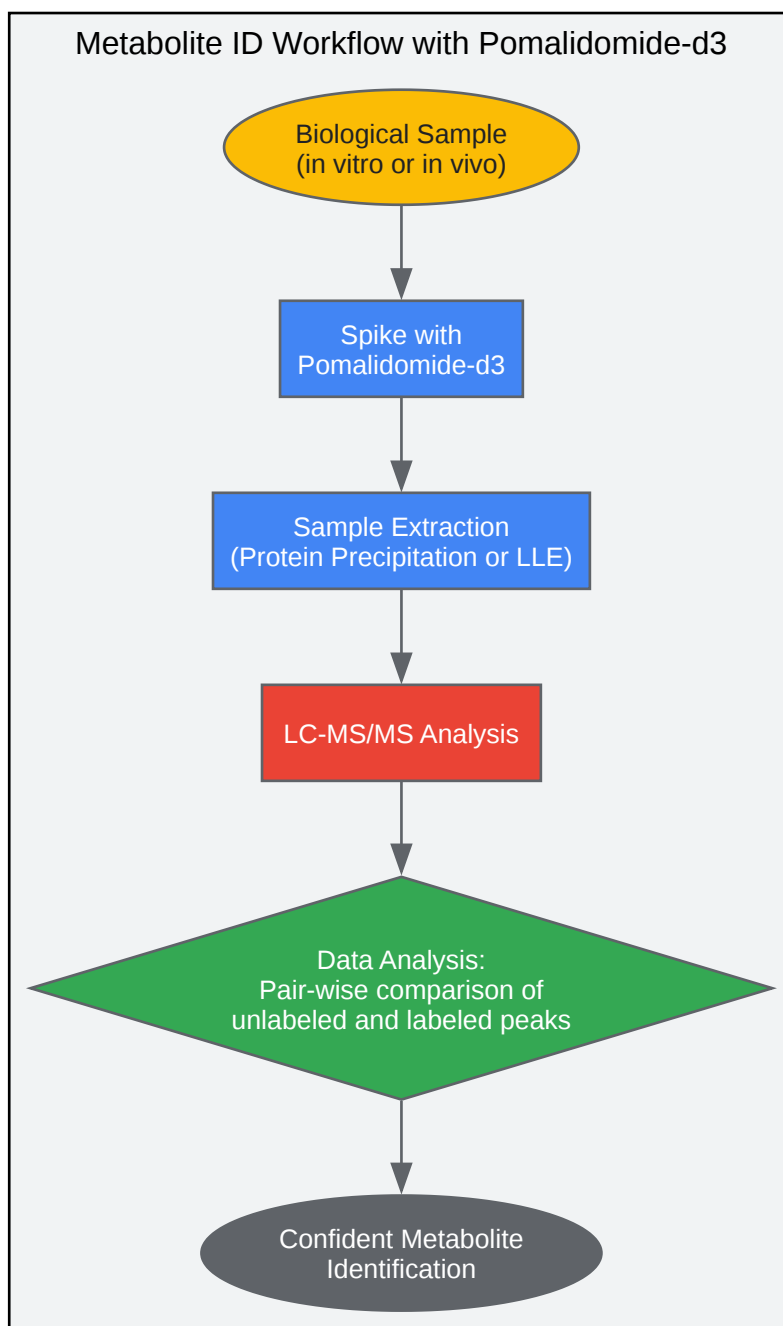 Metabolite ID Workflow with Pomalidomide-d3
Biological Sample
(in vitro or in vivo)
Spike with
Pomalidomide-d3
Sample Extraction
(Protein Precipitation or LLE)
LC-MS/MS Analysis
Data Analysis:
Pair-wise comparison of
unlabeled and labeled peaks
Confident Metabolite
Identification